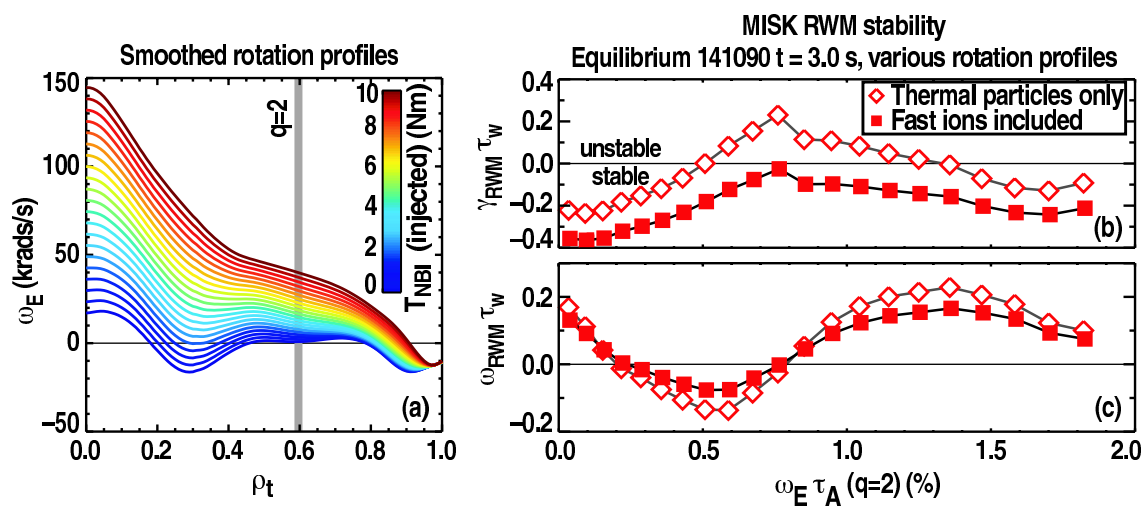 Smoothed rotation profiles
MISK RWM stability
Equilibrium 141090 t = 3.0 s, various rotation profiles
ω_E (krads/s)
150
100
50
0
−50
0.0 0.2 0.4 0.6 0.8 1.0
ρ_t
q=2
10
8
6
4
2
0
T_NBI (injected) (Nm)
(a)
γ_RWM τ_w
0.4
0.2
0.0
−0.2
−0.4
Thermal particles only
Fast ions included
unstable
stable
(b)
ω_RWM τ_w
0.2
0.0
−0.2
(c)
0.0 0.5 1.0 1.5 2.0
ω_E τ_A (q=2) (%)